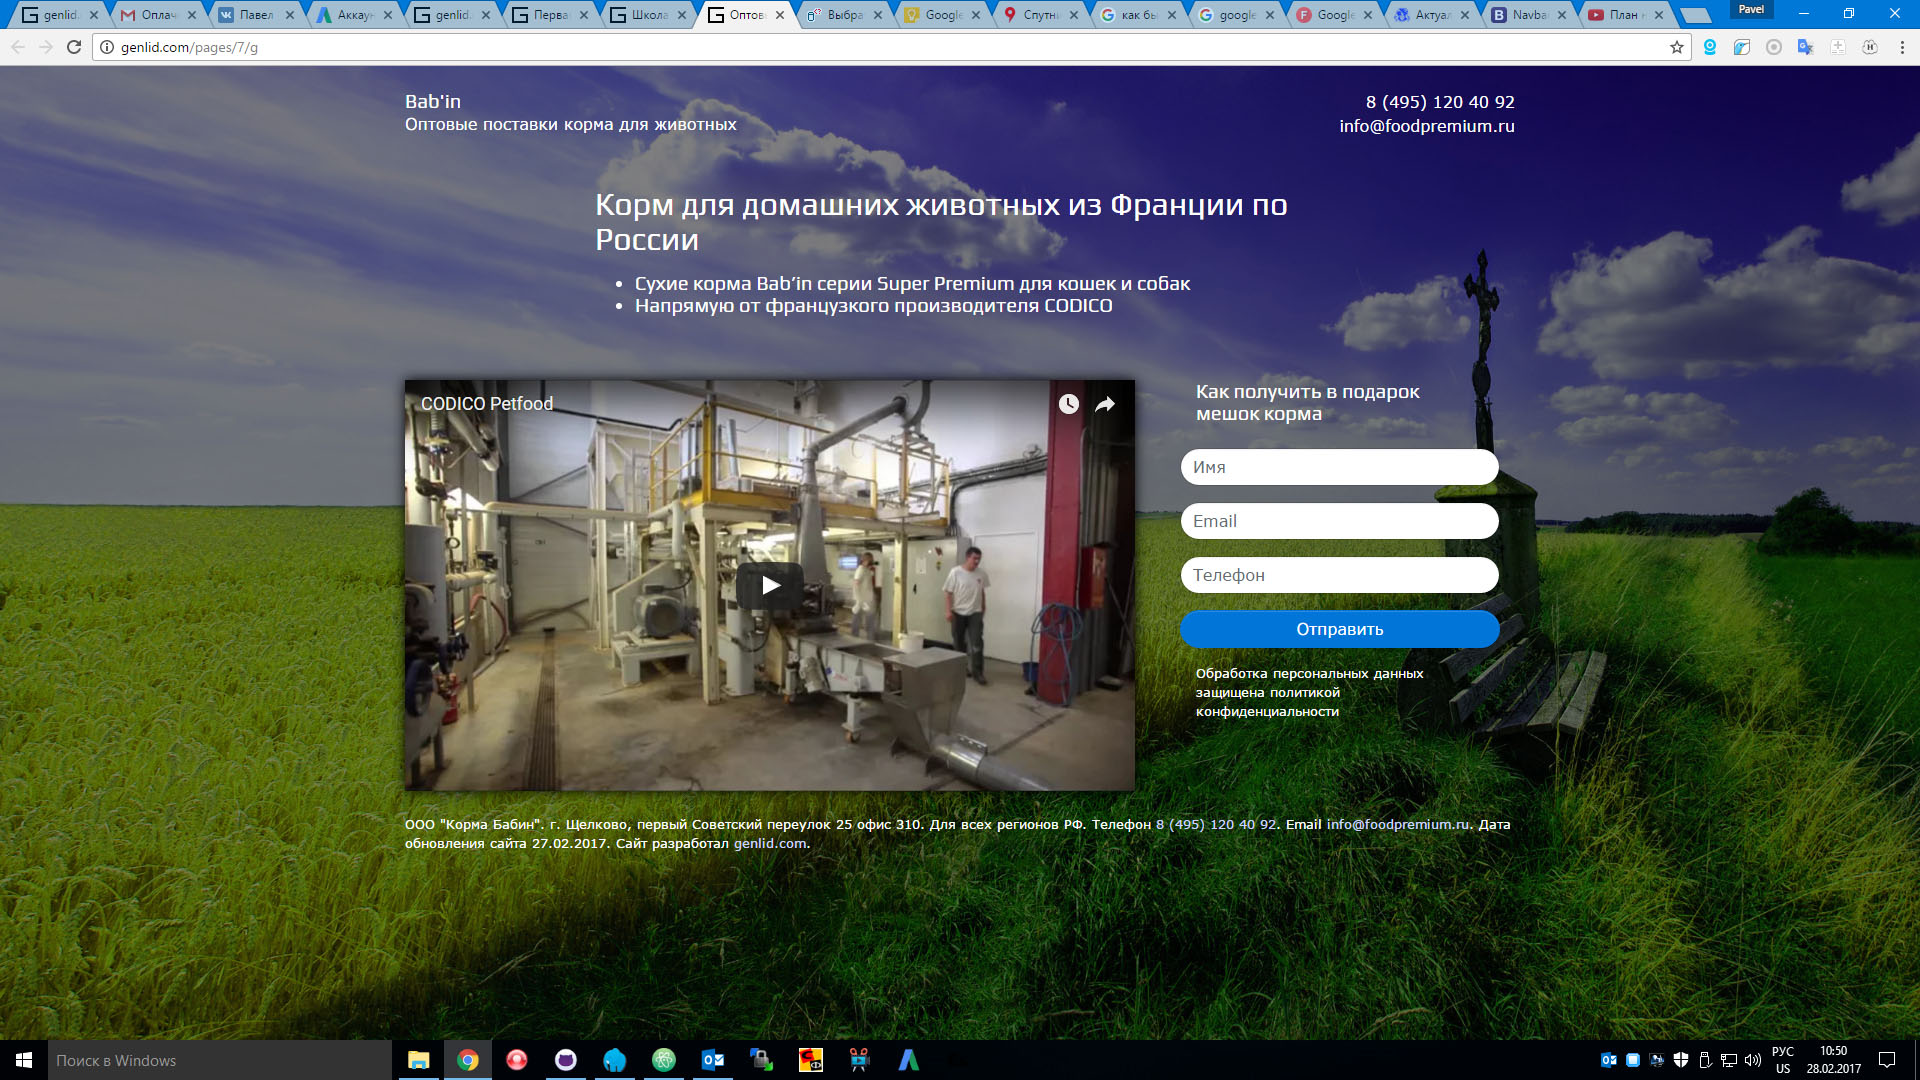 genlid.
Оплач
Павел
Аккаун
genlid.
Перва
Школа
Оптов
Выбра
Google
Спутни
как бы
google
Google
Актуал
Navba
План н
Pavel
genlid.com/pages/7/g
Bab'in
Оптовые поставки корма для животных
8 (495) 120 40 92
info@foodpremium.ru
Корм для домашних животных из Франции по
России
• Сухие корма Bab’in серии Super Premium для кошек и собак
• Напрямую от французкого производителя CODICO
CODICO Petfood
Как получить в подарок
мешок корма
Имя
Email
Телефон
Отправить
Обработка персональных данных
защищена политикой
конфиденциальности
ООО "Корма Бабин". г. Щелково, первый Советский переулок 25 офис 310. Для всех регионов РФ. Телефон 8 (495) 120 40 92. Email info@foodpremium.ru. Дата
обновления сайта 27.02.2017. Сайт разработал genlid.com.
Поиск в Windows
РУС
US
10:50
28.02.2017